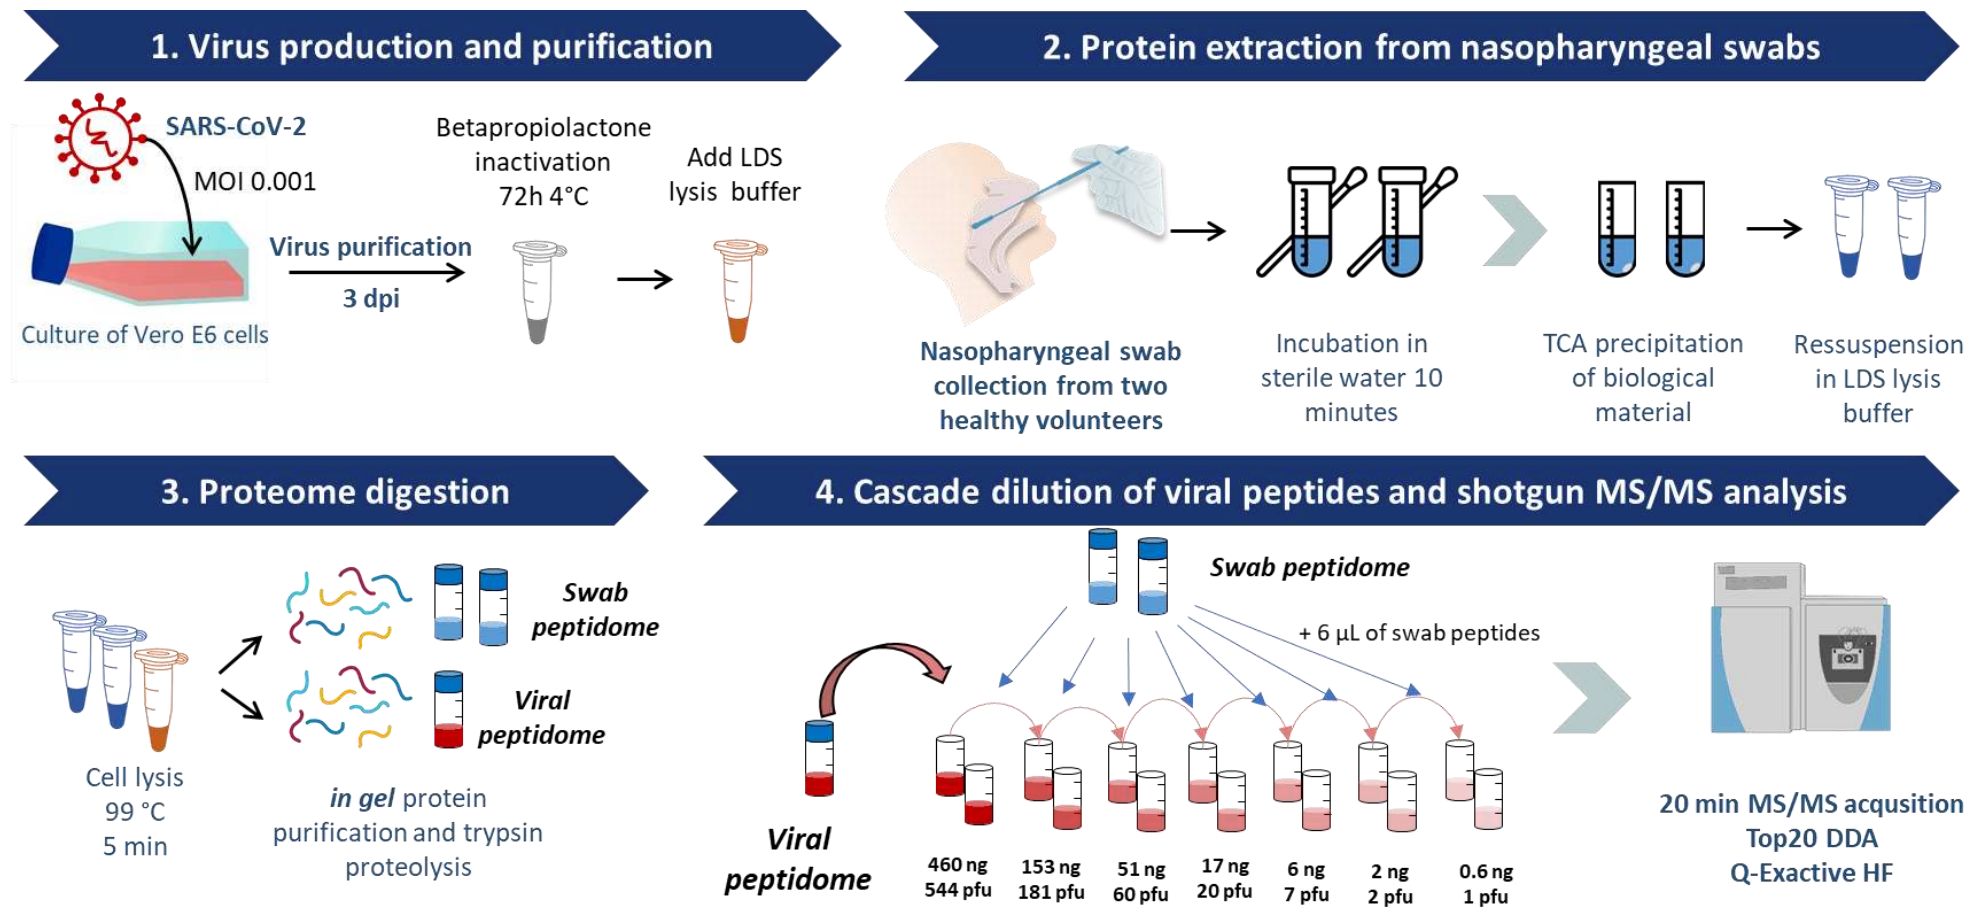 1. Virus production and purification
SARS-CoV-2
MOI 0.001
Culture of Vero E6 cells
Virus purification
3 dpi
Betapropiolactone
inactivation
72h 4°C
Add LDS
lysis buffer
2. Protein extraction from nasopharyngeal swabs
Nasopharyngeal swab
collection from two
healthy volunteers
Incubation in
sterile water 10
minutes
TCA precipitation
of biological
material
Ressuspension
in LDS lysis
buffer
3. Proteome digestion
Cell lysis
99 °C
5 min
Swab
peptidome
Viral
peptidome
in gel protein
purification and trypsin
proteolysis
4. Cascade dilution of viral peptides and shotgun MS/MS analysis
Swab peptidome
+ 6 µL of swab peptides
Viral
peptidome
460 ng
544 pfu
153 ng
181 pfu
51 ng
60 pfu
17 ng
20 pfu
6 ng
7 pfu
2 ng
2 pfu
0.6 ng
1 pfu
20 min MS/MS acqusition
Top20 DDA
Q-Exactive HF